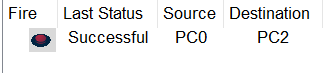 Fire Last Status Source Destination
Successful PC0 PC2